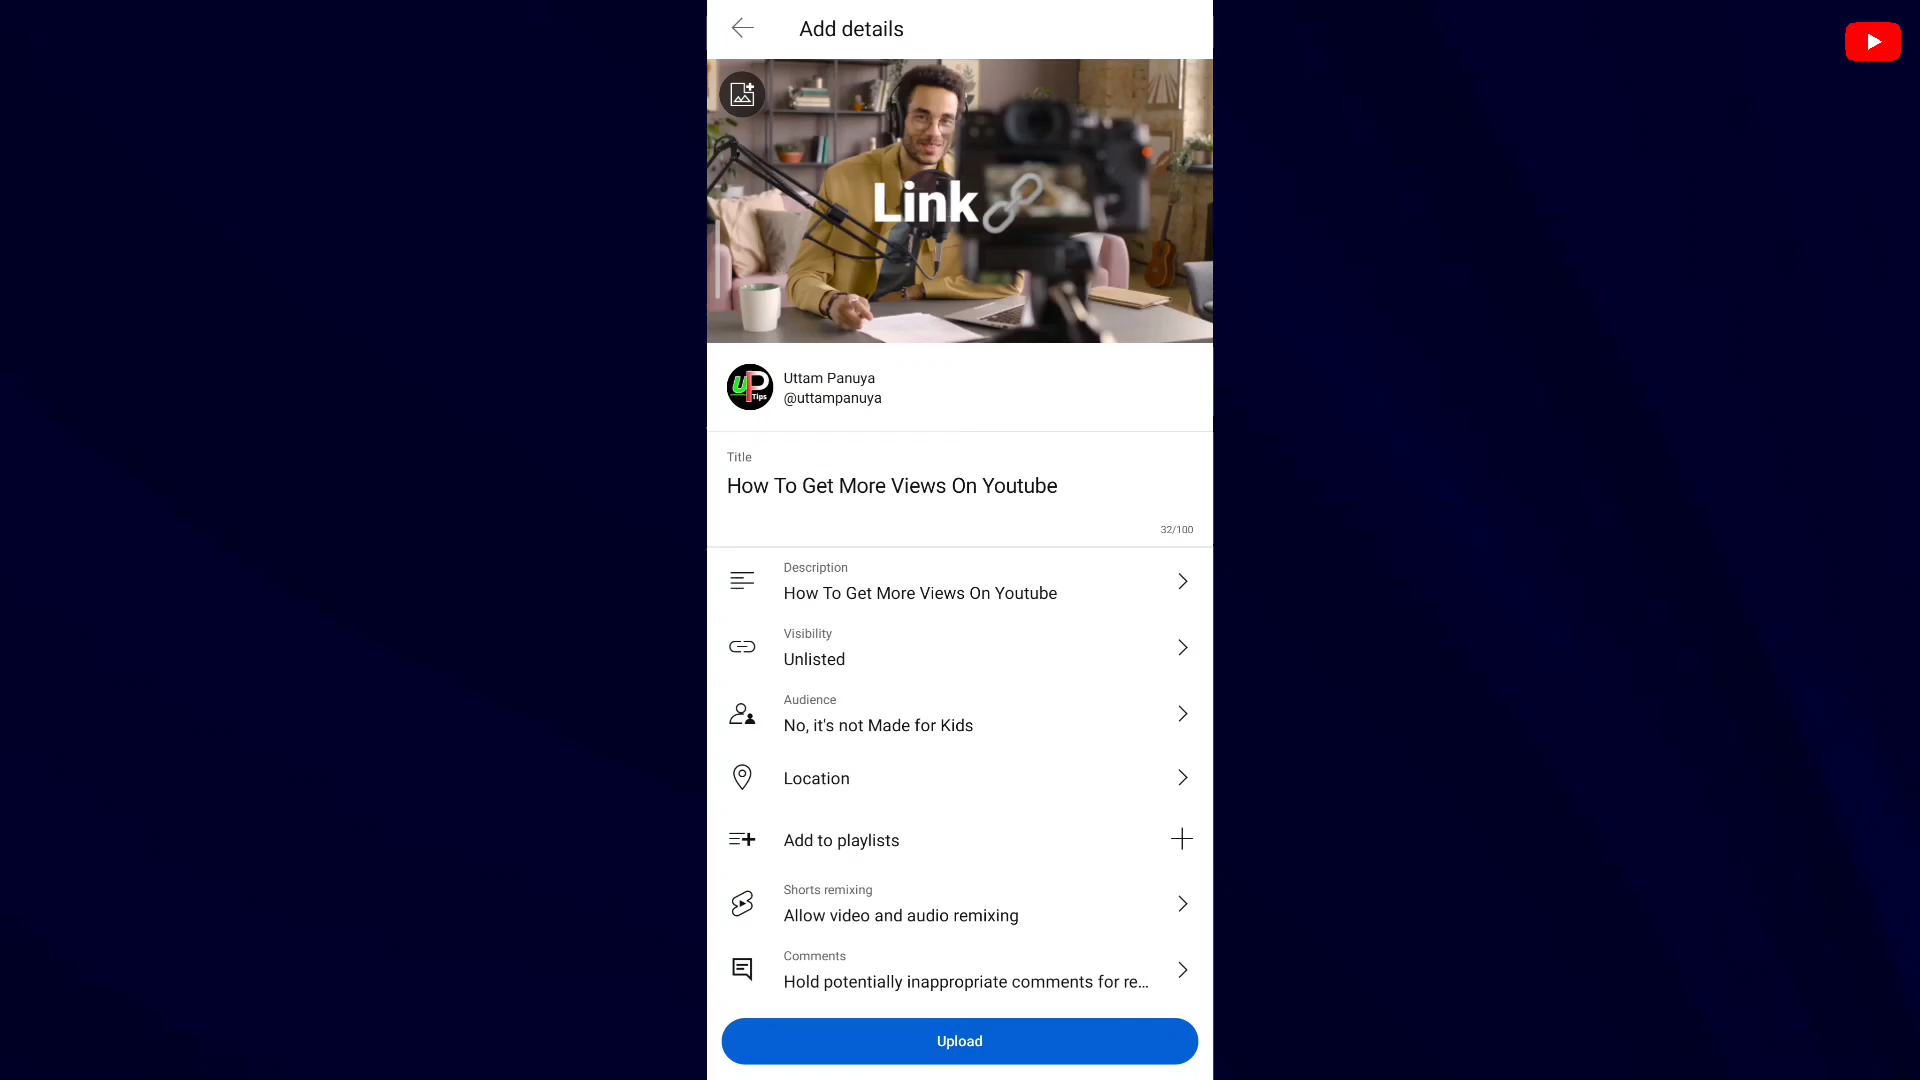 Add details
Link
uP
Tips
Uttam Panuya
@uttampanuya
Title
How To Get More Views On Youtube
32/100
Description
How To Get More Views On Youtube
Visibility
Unlisted
Audience
No, it's not Made for Kids
Location
Add to playlists
Shorts remixing
Allow video and audio remixing
Comments
Hold potentially inappropriate comments for re...
Upload